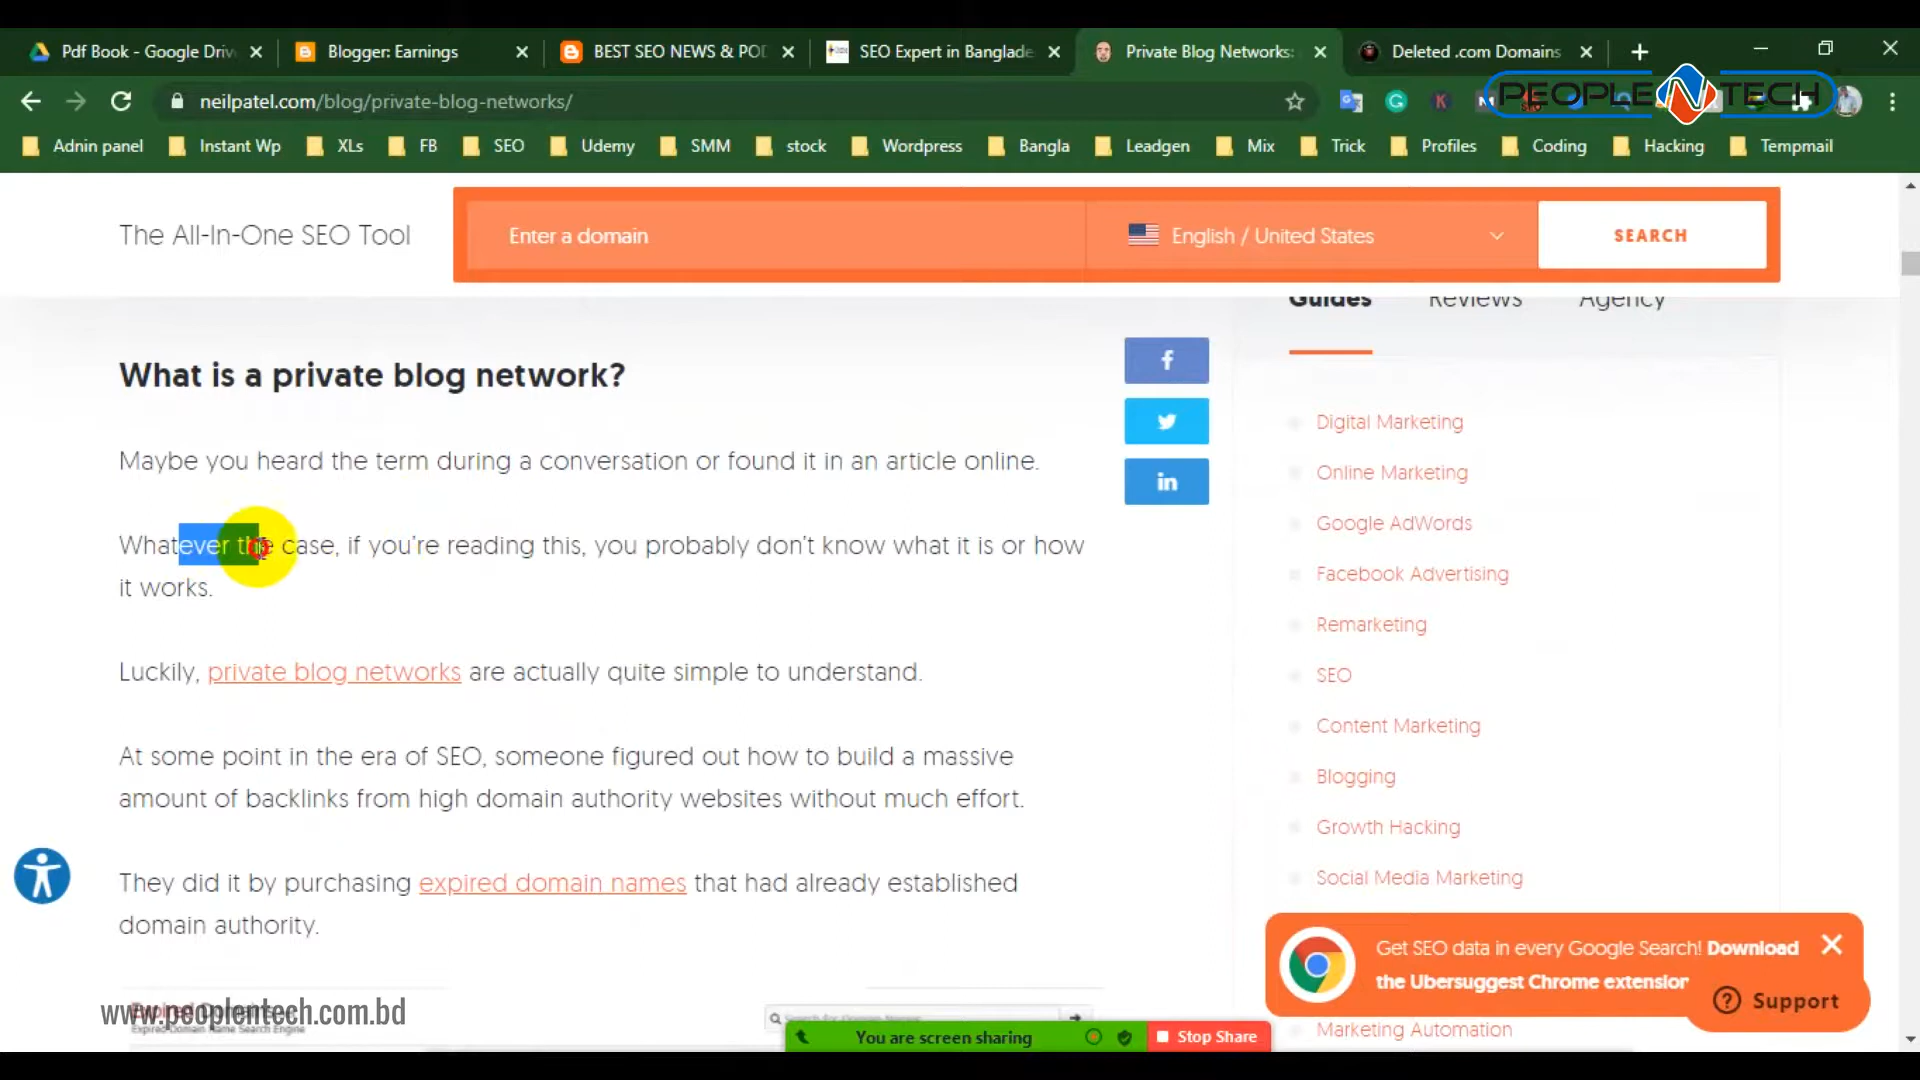 Pdf Book - Google Driv
Blogger: Earnings
BEST SEO NEWS & POD
SEO Expert in Banglade
Private Blog Networks:
Deleted .com Domains
neilpatel.com/blog/private-blog-networks/
PEOPLE N TECH
Adnin panel
Instant Wp
XLs
FB
SEO
Udemy
SMM
stock
Wordpress
Bangla
Leadgen
Mix
Trick
Profiles
Coding
Hacking
Tempmail
The All-In-One SEO Tool
Enter a domain
English / United States
SEARCH
Guides
Reviews
Agency
What is a private blog network?
Maybe you heard the term during a conversation or found it in an article online.
Whatever the case, if you're reading this, you probably don't know what it is or how
it works.
Luckily, private blog networks are actually quite simple to understand.
At some point in the era of SEO, someone figured out how to build a massive
amount of backlinks from high domain authority websites without much effort.
They did it by purchasing expired domain names that had already established
domain authority.
Digital Marketing
Online Marketing
Google AdWords
Facebook Advertising
Remarketing
SEO
Content Marketing
Blogging
Growth Hacking
Social Media Marketing
Get SEO data in every Google Search! Download
the Ubersuggest Chrome extension
Support
Marketing Automation
www.peoplentech.com.bd
Expired Domain Name Search Engine
You are screen sharing
Stop Share